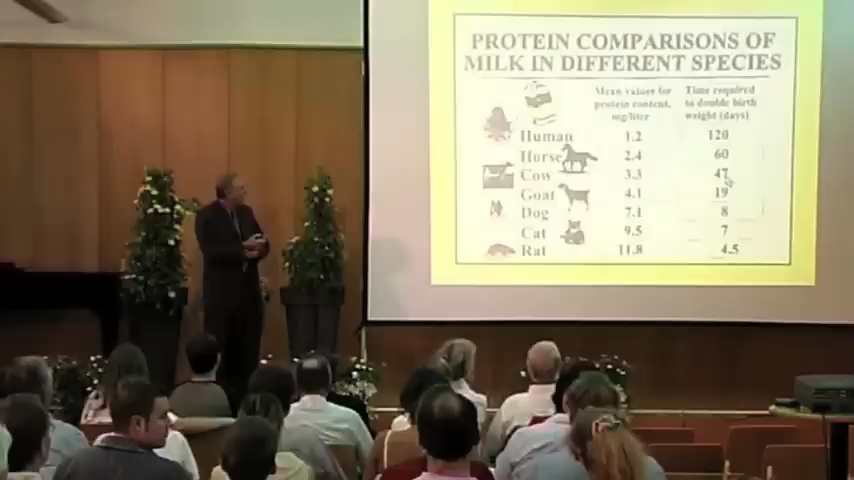 PROTEIN COMPARISONS OF
MILK IN DIFFERENT SPECIES
Mean values for protein content, mg/liter
Time required to double birth weight (days)
Human 1.2 120
Horse 2.4 60
Cow 3.3 47
Goat 4.1 19
Dog 7.1 8
Cat 9.5 7
Rat 11.8 4.5